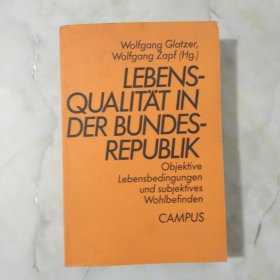 Wolfgang Glatzer,
Wolfgang Zapf (Hg.)
LEBENS-
QUALITÄT IN
DER BUNDES-
REPUBLIK
Objektive
Lebensbedingungen
und subjektives
Wohlbefinden
CAMPUS